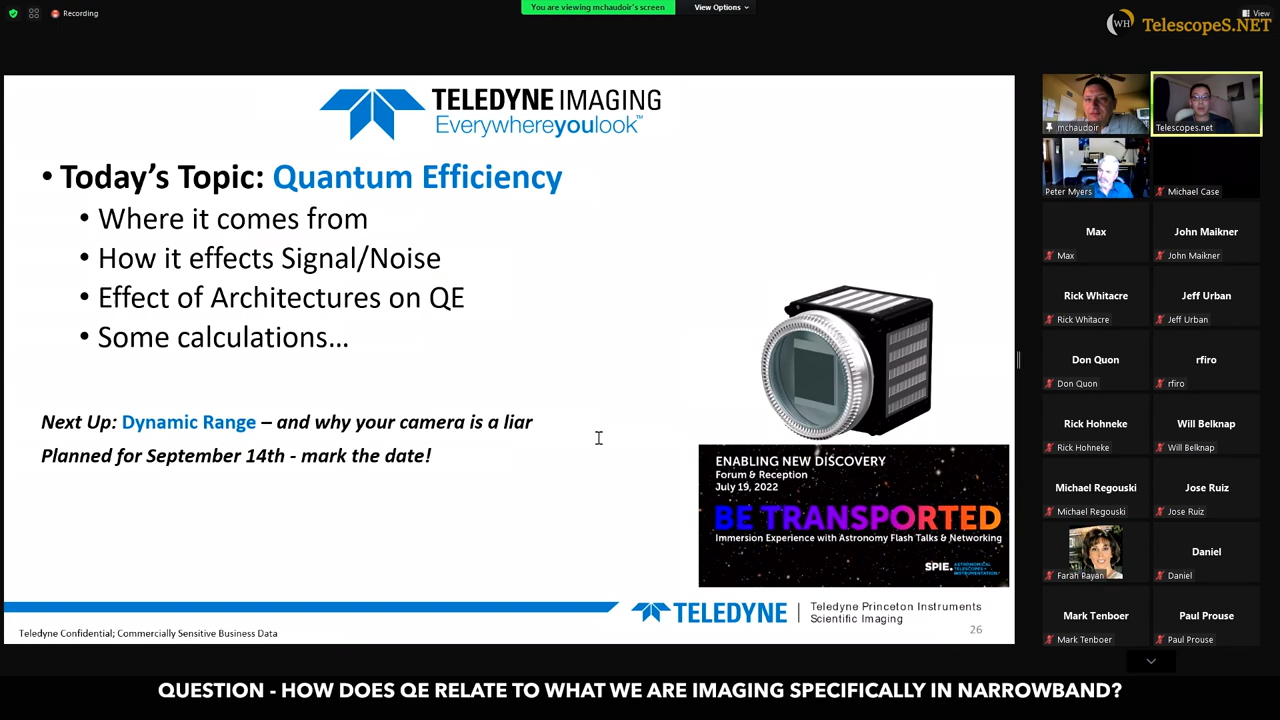 Recording
You are viewing mchaudoir's screen
View Options
View
WH
TelescopeS.NET
TELEDYNE IMAGING
Everywhereyoulook™
• Today's Topic: Quantum Efficiency
• Where it comes from
• How it effects Signal/Noise
• Effect of Architectures on QE
• Some calculations...
Next Up: Dynamic Range – and why your camera is a liar
Planned for September 14th - mark the date!
ENABLING NEW DISCOVERY
Forum & Reception
July 19, 2022
BE TRANSPORTED
Immersion Experience with Astronomy Flash Talks & Networking
SPIE. ASTRONOMICAL
TELESCOPES +
INSTRUMENTATION
TELEDYNE
Teledyne Princeton Instruments
Scientific Imaging
Teledyne Confidential; Commercially Sensitive Business Data
26
mchaudoir
Telescopes.net
Peter Myers
Michael Case
Max
Max
John Maikner
John Maikner
Rick Whitacre
Rick Whitacre
Jeff Urban
Jeff Urban
Don Quon
Don Quon
rfiro
rfiro
Rick Hohneke
Rick Hohneke
Will Belknap
Will Belknap
Michael Regouski
Michael Regouski
Jose Ruiz
Jose Ruiz
Farah Payan
Daniel
Daniel
Mark Tenboer
Mark Tenboer
Paul Prouse
Paul Prouse
QUESTION - HOW DOES QE RELATE TO WHAT WE ARE IMAGING SPECIFICALLY IN NARROWBAND?